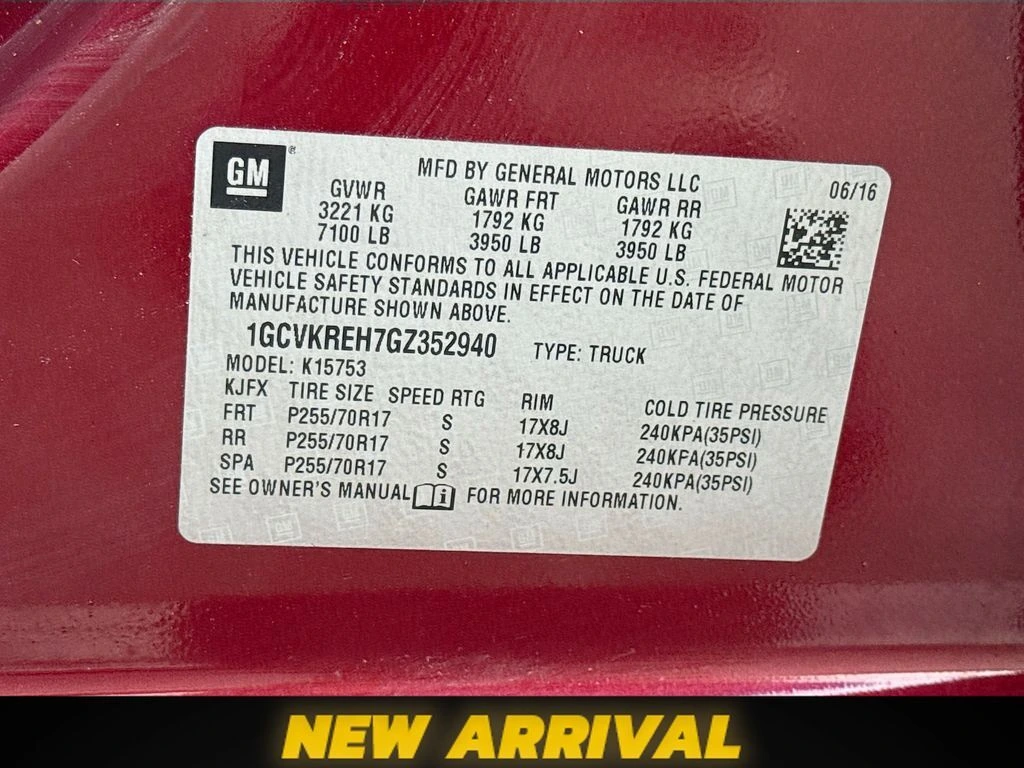 GM
MFD BY GENERAL MOTORS LLC
06/16
GVWR GAWR FRT GAWR RR
3221 KG 1792 KG 1792 KG
7100 LB 3950 LB 3950 LB
THIS VEHICLE CONFORMS TO ALL APPLICABLE U.S. FEDERAL MOTOR
VEHICLE SAFETY STANDARDS IN EFFECT ON THE DATE OF
MANUFACTURE SHOWN ABOVE.
1GCVKREH7GZ352940 TYPE: TRUCK
MODEL: K15753
KJFX TIRE SIZE SPEED RTG RIM COLD TIRE PRESSURE
FRT P255/70R17 S 17X8J 240KPA(35PSI)
RR P255/70R17 S 17X8J 240KPA(35PSI)
SPA P255/70R17 S 17X7.5J 240KPA(35PSI)
SEE OWNER'S MANUAL i FOR MORE INFORMATION.
NEW ARRIVAL